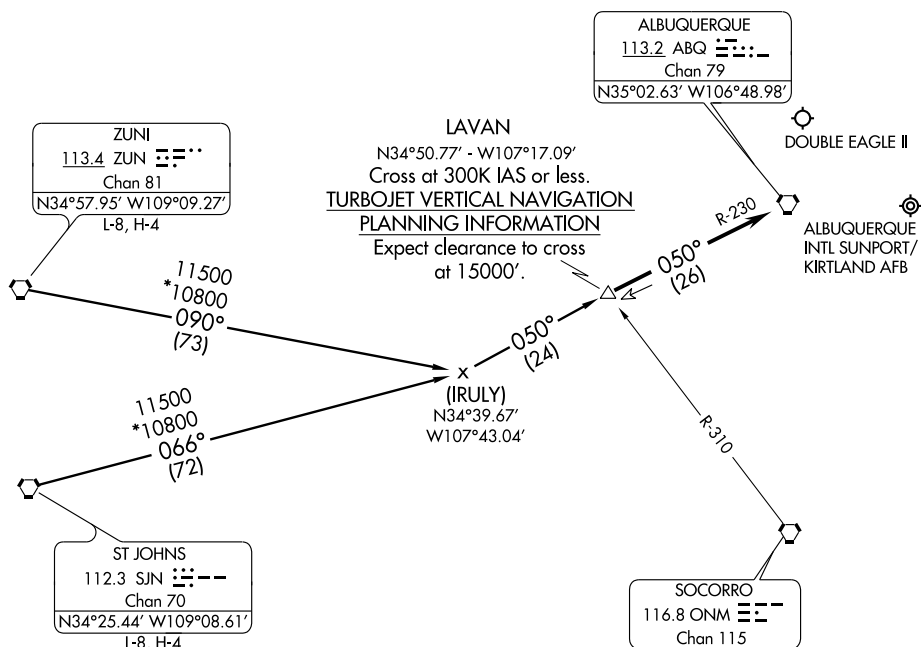 ALBUQUERQUE
113.2 ABQ
Chan 79
N35°02.63' W106°48.98'
DOUBLE EAGLE II
ALBUQUERQUE
INTL SUNPORT/
KIRTLAND AFB
ZUNI
113.4 ZUN
Chan 81
N34°57.95' W109°09.27'
L-8, H-4
LAVAN
N34°50.77' - W107°17.09'
Cross at 300K IAS or less.
TURBOJET VERTICAL NAVIGATION
PLANNING INFORMATION
Expect clearance to cross
at 15000'.
R-230
050°
(26)
11500
*10800
090°
(73)
050°
(24)
X
(IRULY)
N34°39.67'
W107°43.04'
11500
*10800
066°
(72)
R-310
ST JOHNS
112.3 SJN
Chan 70
N34°25.44' W109°08.61'
L-8, H-4
SOCORRO
116.8 ONM
Chan 115